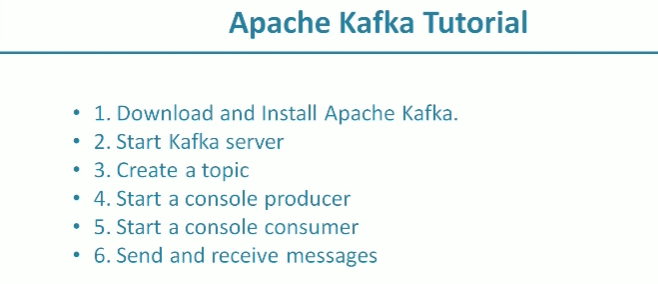 Apache Kafka Tutorial
• 1. Download and Install Apache Kafka.
• 2. Start Kafka server
• 3. Create a topic
• 4. Start a console producer
• 5. Start a console consumer
• 6. Send and receive messages